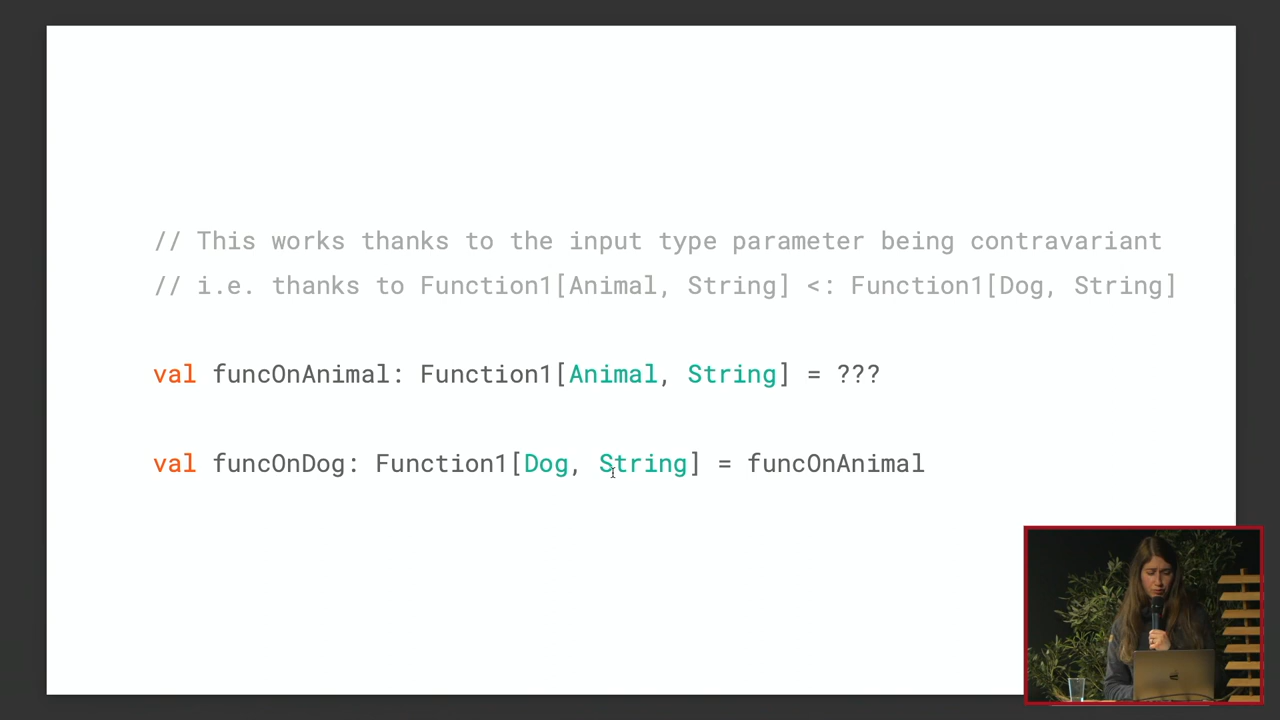 // This works thanks to the input type parameter being contravariant
// i.e. thanks to Function1[Animal, String] <: Function1[Dog, String]
val funcOnAnimal: Function1[Animal, String] = ???
val funcOnDog: Function1[Dog, String] = funcOnAnimal